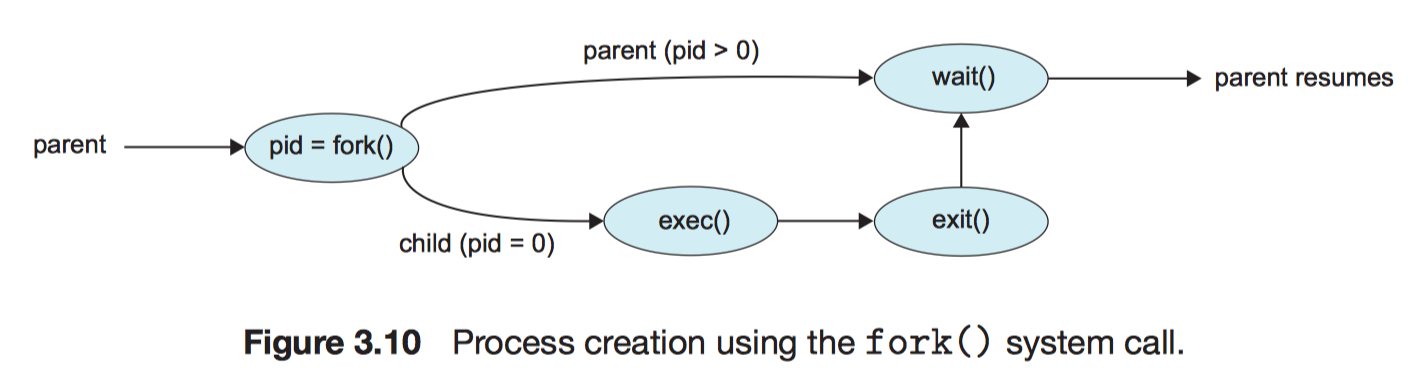 parent (pid > 0)
wait()
parent resumes
parent
pid = fork()
exec()
exit()
child (pid = 0)
Figure 3.10 Process creation using the fork() system call.